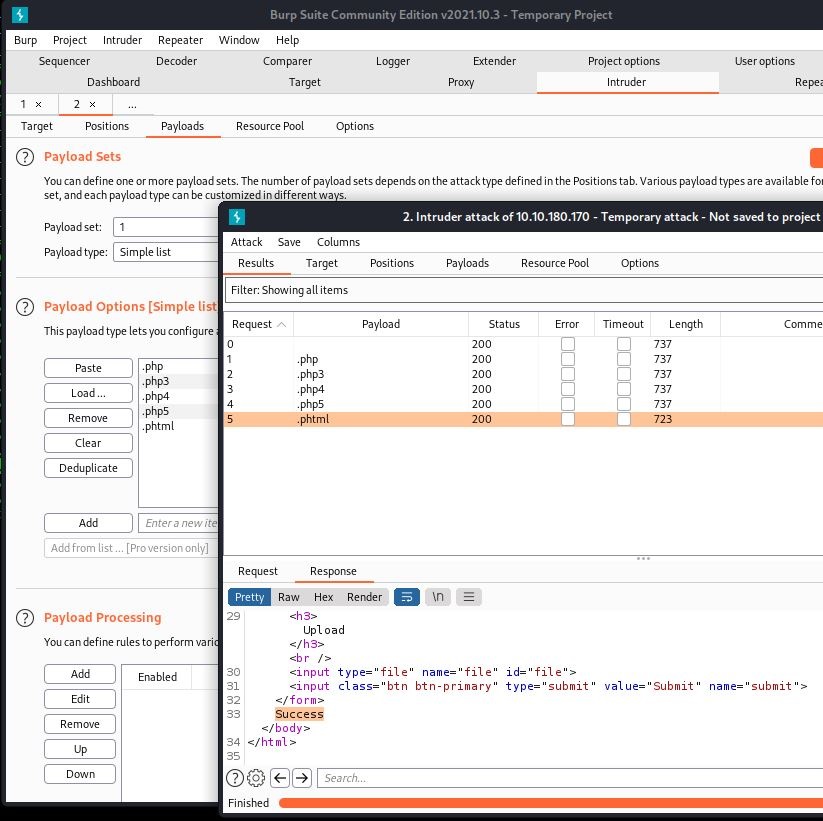 Burp Suite Community Edition v2021.10.3 - Temporary Project
Burp Project Intruder Repeater Window Help
Sequencer Decoder Comparer Logger Extender Project options User options
Dashboard Target Proxy Intruder Repea
1 × 2 × ...
Target Positions Payloads Resource Pool Options
? Payload Sets
You can define one or more payload sets. The number of payload sets depends on the attack type defined in the Positions tab. Various payload types are available for
set, and each payload type can be customized in different ways.
Payload set: 1
Payload type: Simple list
? Payload Options [Simple list
This payload type lets you configure a
Paste
Load ...
Remove
Clear
Deduplicate
.php
.php3
.php4
.php5
.phtml
Add Enter a new ite
Add from list ... [Pro version only]
? Payload Processing
You can define rules to perform vario
Add
Edit
Remove
Up
Down
Enabled
2. Intruder attack of 10.10.180.170 - Temporary attack - Not saved to project
Attack Save Columns
Results Target Positions Payloads Resource Pool Options
Filter: Showing all items
Request Payload Status Error Timeout Length Comme
0 200 737
1 .php 200 737
2 .php3 200 737
3 .php4 200 737
4 .php5 200 737
5 .phtml 200 723
Request Response
Pretty Raw Hex Render \n
29 <h3>
Upload
</h3>
<br />
30 <input type="file" name="file" id="file">
31 <input class="btn btn-primary" type="submit" value="Submit" name="submit">
32 </form>
33 Success
</body>
34 </html>
35
? Search...
Finished